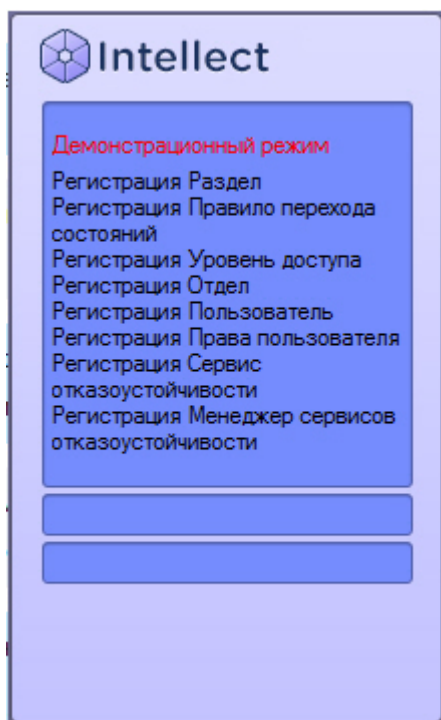 Intellect
Демонстрационный режим
Регистрация Раздел
Регистрация Правило перехода
состояний
Регистрация Уровень доступа
Регистрация Отдел
Регистрация Пользователь
Регистрация Права пользователя
Регистрация Сервис
отказоустойчивости
Регистрация Менеджер сервисов
отказоустойчивости